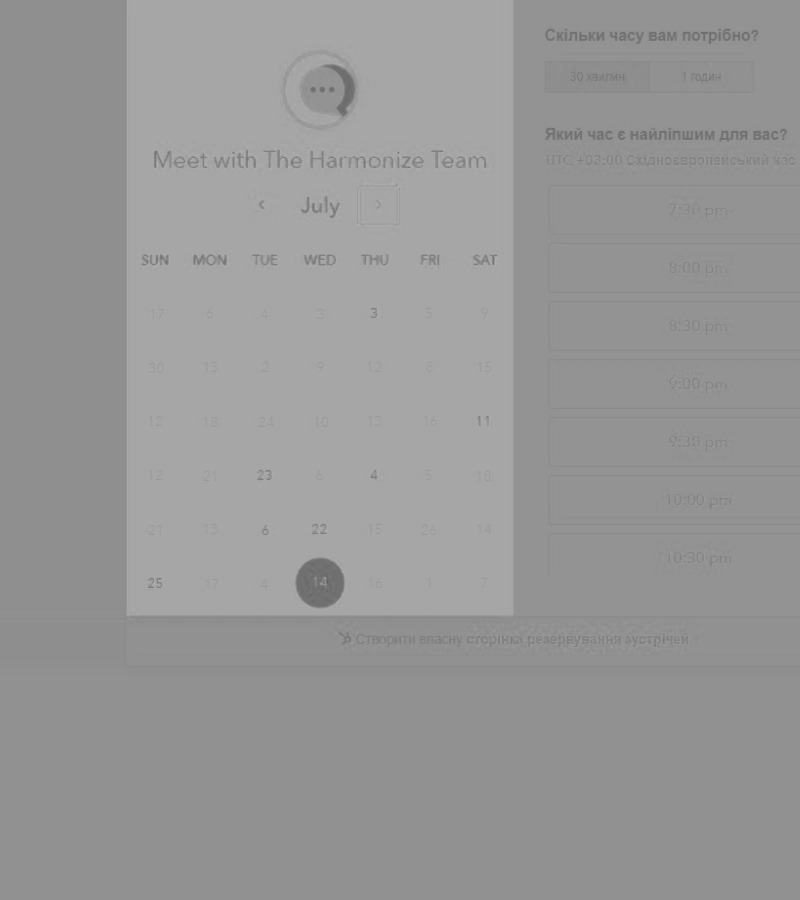 Meet with The Harmonize Team
July
SUN MON TUE WED THU FRI SAT
17 6 4 3 3 5 9
30 13 2 9 12 8 15
12 18 24 10 13 16 11
12 21 23 6 4 5 18
21 13 6 22 15 26 14
25 17 4 14 16 1 7
Скільки часу вам потрібно?
30 хвилин 1 годин
Який час є найліпшим для вас?
UTC +03:00 Східноєвропейський час
7:30 pm
8:00 pm
8:30 pm
9:00 pm
9:30 pm
10:00 pm
10:30 pm
Створити власну сторінка резервування зустрічей